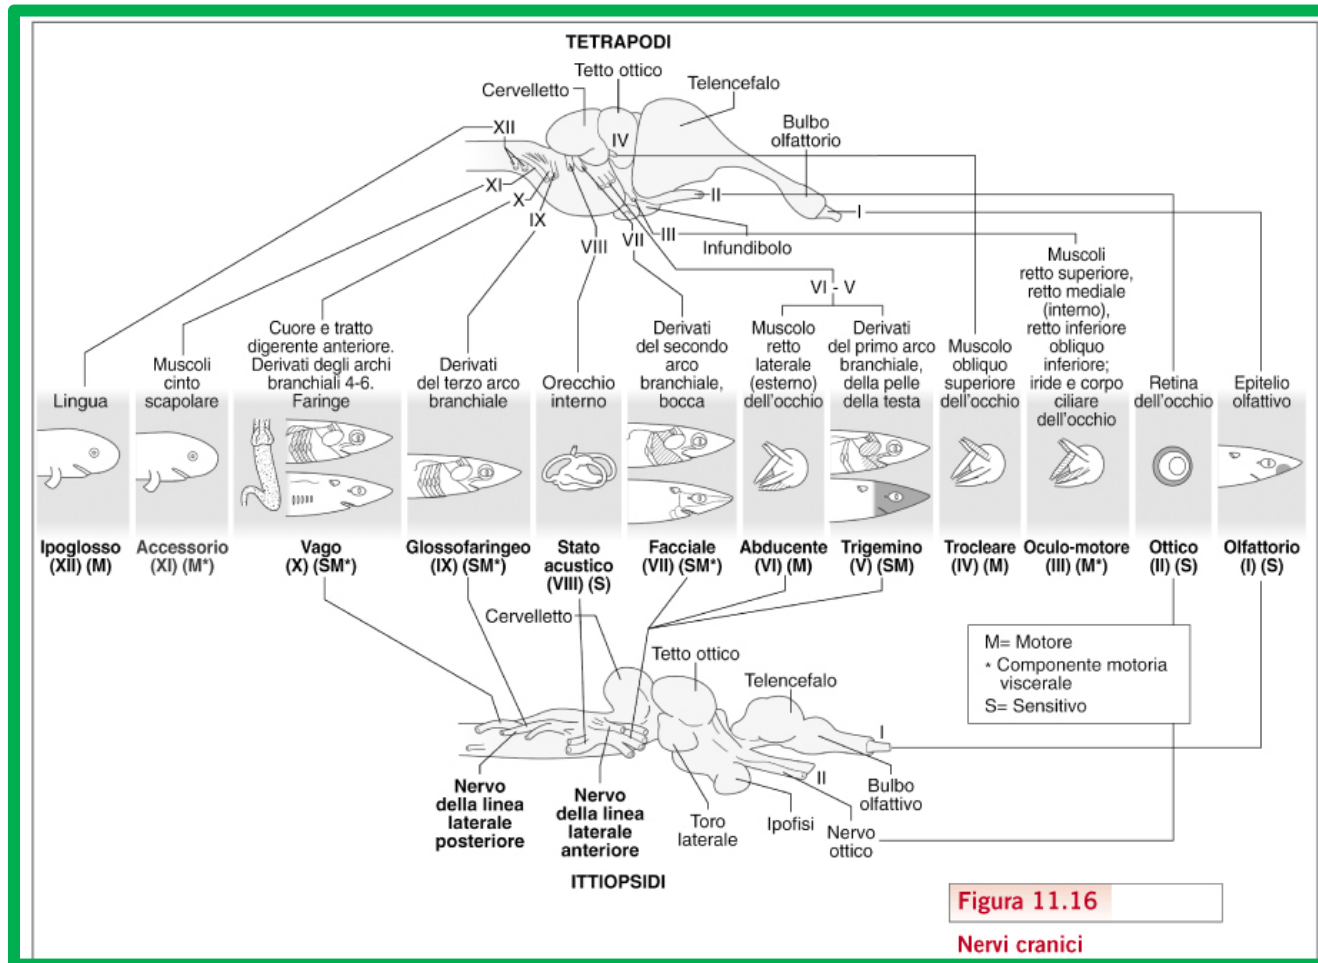 TETRAPODI
Tetto ottico
Cervelletto
Telencefalo
Bulbo
olfattorio
XII
IV
XI
X
IX
VIII
VII
III
II
I
Infundibolo
VI - V
Lingua
Muscoli
cinto
scapolare
Cuore e tratto
digerente anteriore.
Derivati degli archi
branchiali 4-6.
Faringe
Derivati
del terzo arco
branchiale
Orecchio
interno
Derivati
del secondo
arco
branchiale,
bocca
Muscolo
retto
laterale
(esterno)
dell'occhio
Derivati
del primo arco
branchiale,
della pelle
della testa
Muscolo
obliquo
superiore
dell'occhio
Muscoli
retto superiore,
retto mediale
(interno),
retto inferiore
obliquo
inferiore;
iride e corpo
ciliare
dell'occhio
Retina
dell'occhio
Epitelio
olfattivo
Ipoglosso
(XII) (M)
Accessorio
(XI) (M*)
Vago
(X) (SM*)
Glossofaringeo
(IX) (SM*)
Stato
acustico
(VIII) (S)
Facciale
(VII) (SM*)
Abducente
(VI) (M)
Trigemino
(V) (SM)
Trocleare
(IV) (M)
Oculo-motore
(III) (M*)
Ottico
(II) (S)
Olfattorio
(I) (S)
Cervelletto
Tetto ottico
Telencefalo
I
II
Bulbo
olfattivo
Nervo
ottico
Ipofisi
Toro
laterale
Nervo
della linea
laterale
anteriore
Nervo
della linea
laterale
posteriore
ITTIOPSIDI
M= Motore
* Componente motoria
viscerale
S= Sensitivo
Figura 11.16
Nervi cranici